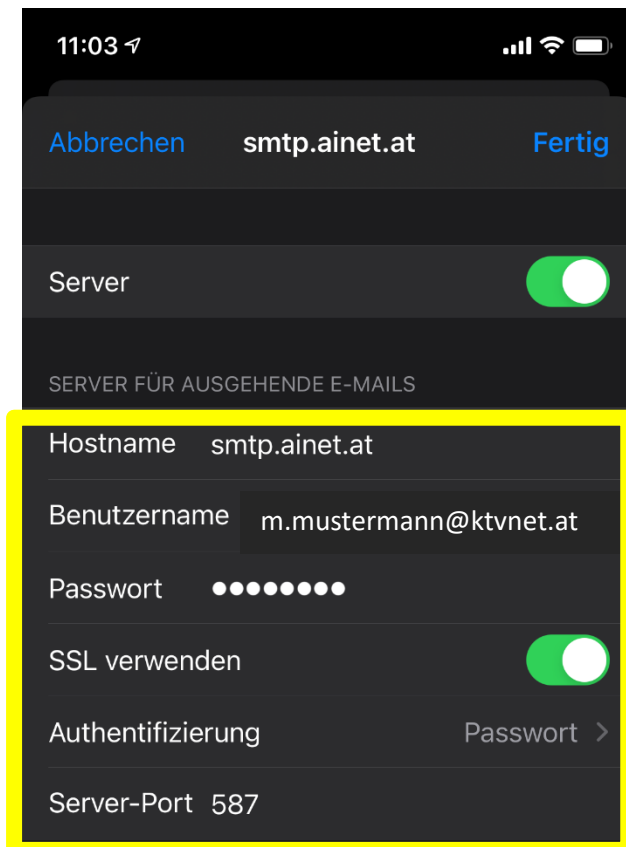 11:03
Abbrechen smtp.ainet.at Fertig
Server
SERVER FÜR AUSGEHENDE E-MAILS
Hostname smtp.ainet.at
Benutzername m.mustermann@ktvnet.at
Passwort ●●●●●●●●
SSL verwenden
Authentifizierung Passwort >
Server-Port 587